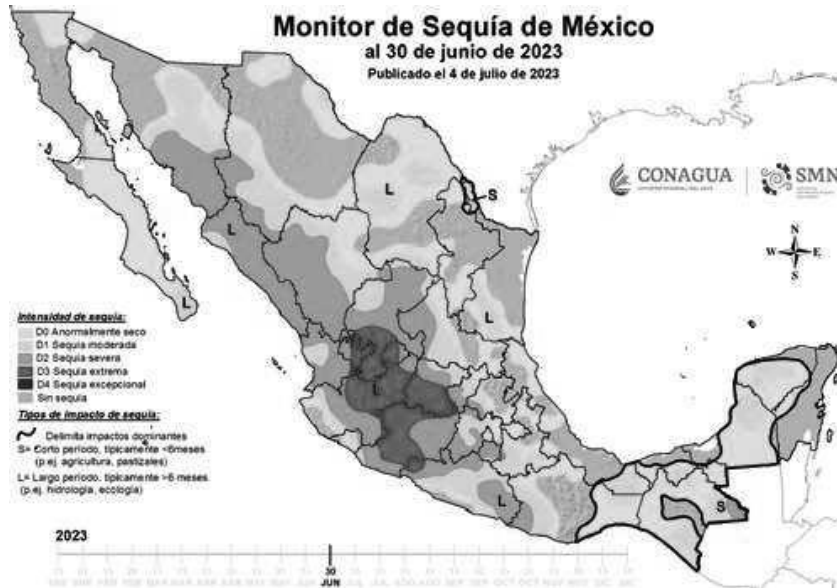 Monitor de Sequía de México
al 30 de junio de 2023
Publicado el 4 de julio de 2023
CONAGUA
SMN
N
W E
S
L
S
L
L
L
L
L
S
Intensidad de sequía:
D0 Anormalmente seco
D1 Sequía moderada
D2 Sequía severa
D3 Sequía extrema
D4 Sequía excepcional
Sin sequía
Tipos de impacto de sequía:
Delimita impactos dominantes
S= Corto período, típicamente <6meses
(p.ej. agricultura, pastizales)
L= Largo período, típicamente >6 meses
(p.ej. hidrología, ecología)
2023
30
JUN